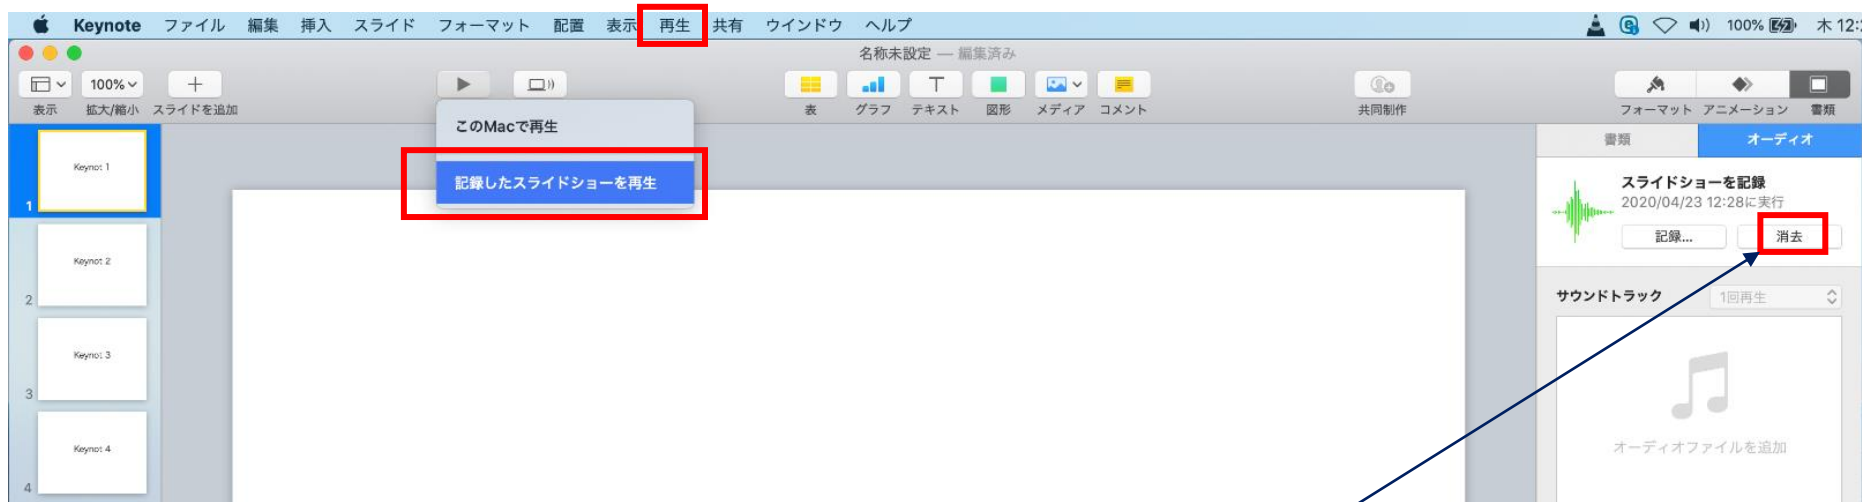 Keynote ファイル 編集 挿入 スライド フォーマット 配置 表示 再生 共有 ウインドウ ヘルプ 100% 木 12:
名称未設定 — 編集済み
100%
表示 拡大/縮小 スライドを追加 表 グラフ テキスト 図形 メディア コメント 共同制作 フォーマット アニメーション 書類
このMacで再生
記録したスライドショーを再生
書類 オーディオ
スライドショーを記録
2020/04/23 12:28に実行
記録... 消去
サウンドトラック 1回再生
オーディオファイルを追加
Keynot 1
1
Keynot 2
2
Keynot 3
3
Keynot 4
4